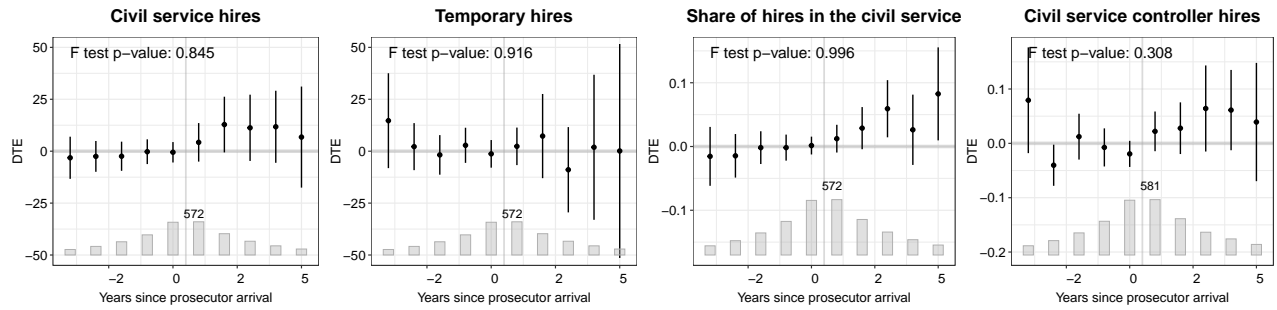 Civil service hires
F test p−value: 0.845
DTE
50
25
0
−25
−50
572
−2 0 2 5
Years since prosecutor arrival
Temporary hires
F test p−value: 0.916
DTE
50
25
0
−25
−50
572
−2 0 2 5
Years since prosecutor arrival
Share of hires in the civil service
F test p−value: 0.996
DTE
0.1
0.0
−0.1
572
−2 0 2 5
Years since prosecutor arrival
Civil service controller hires
F test p−value: 0.308
DTE
0.1
0.0
−0.1
−0.2
581
−2 0 2 5
Years since prosecutor arrival